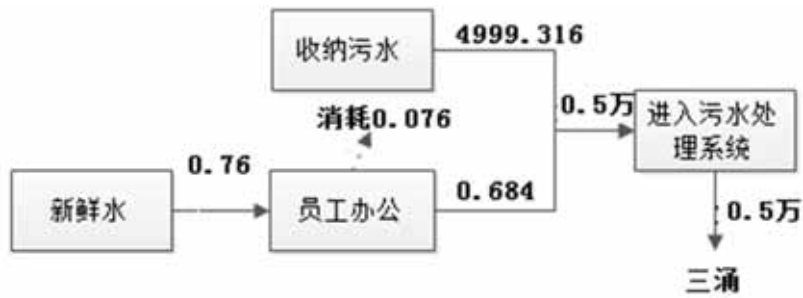 收纳污水
4999.316
消耗0.076
0.5万
进入污水处
理系统
0.76
新鲜水
员工办公
0.684
0.5万
三涌